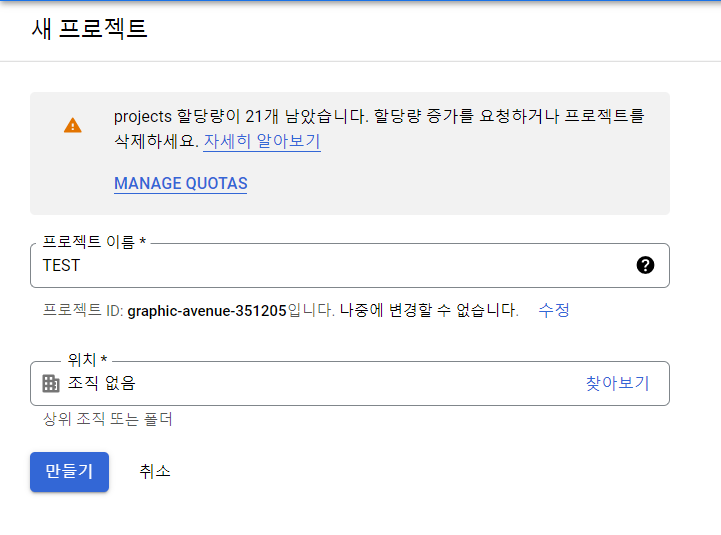 새 프로젝트
projects 할당량이 21개 남았습니다. 할당량 증가를 요청하거나 프로젝트를
삭제하세요. 자세히 알아보기
MANAGE QUOTAS
프로젝트 이름 *
TEST
프로젝트 ID: graphic-avenue-351205입니다. 나중에 변경할 수 없습니다. 수정
위치 *
조직 없음 찾아보기
상위 조직 또는 폴더
만들기 취소